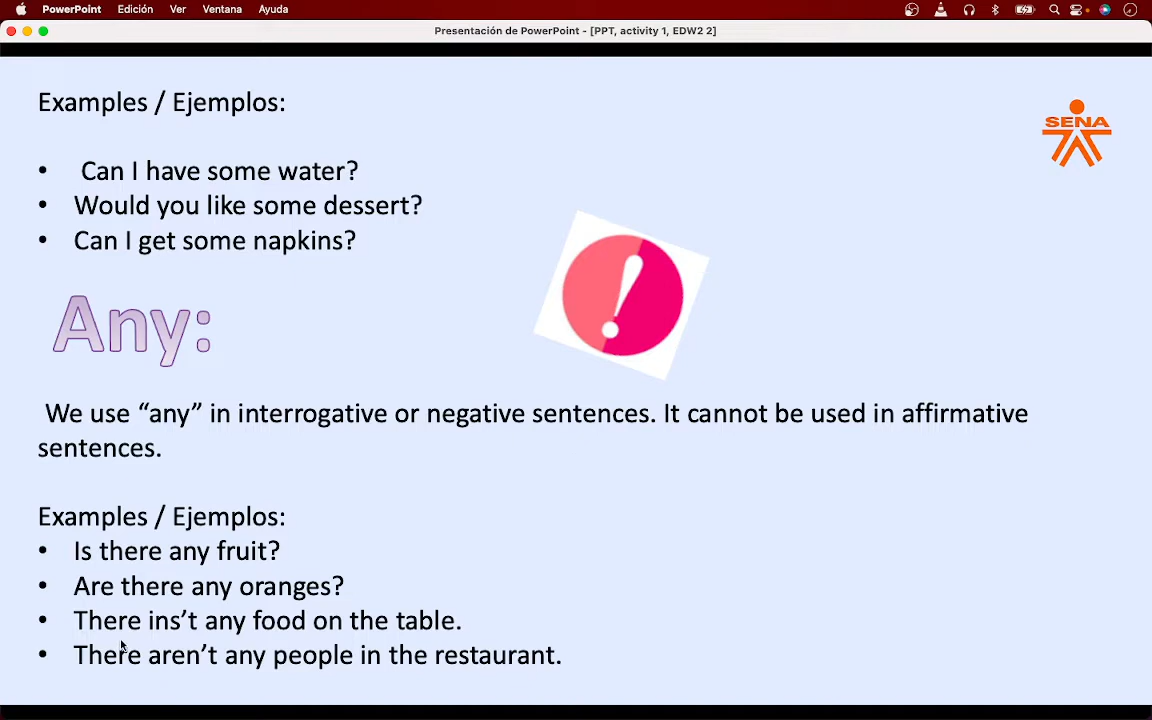 PowerPoint Edición Ver Ventana Ayuda
Presentación de PowerPoint - [PPT, activity 1, EDW2 2]
Examples / Ejemplos:
SENA
• Can I have some water?
• Would you like some dessert?
• Can I get some napkins?
Any:
We use “any” in interrogative or negative sentences. It cannot be used in affirmative
sentences.
Examples / Ejemplos:
• Is there any fruit?
• Are there any oranges?
• There ins’t any food on the table.
• There aren’t any people in the restaurant.